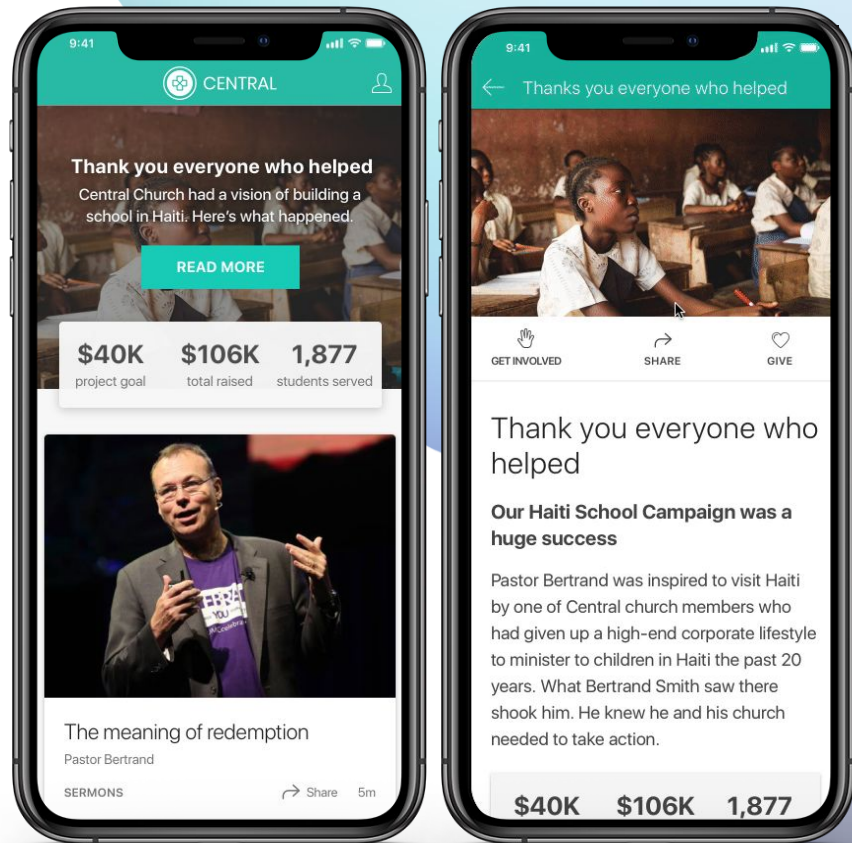 9:41
CENTRAL
Thank you everyone who helped
Central Church had a vision of building a
school in Haiti. Here's what happened.
READ MORE
$40K
project goal
$106K
total raised
1,877
students served
YOU
The meaning of redemption
Pastor Bertrand
SERMONS
Share
5m
9:41
Thanks you everyone who helped
GET INVOLVED
SHARE
GIVE
Thank you everyone who
helped
Our Haiti School Campaign was a
huge success
Pastor Bertrand was inspired to visit Haiti
by one of Central church members who
had given up a high-end corporate lifestyle
to minister to children in Haiti the past 20
years. What Bertrand Smith saw there
shook him. He knew he and his church
needed to take action.
$40K
$106K
1,877